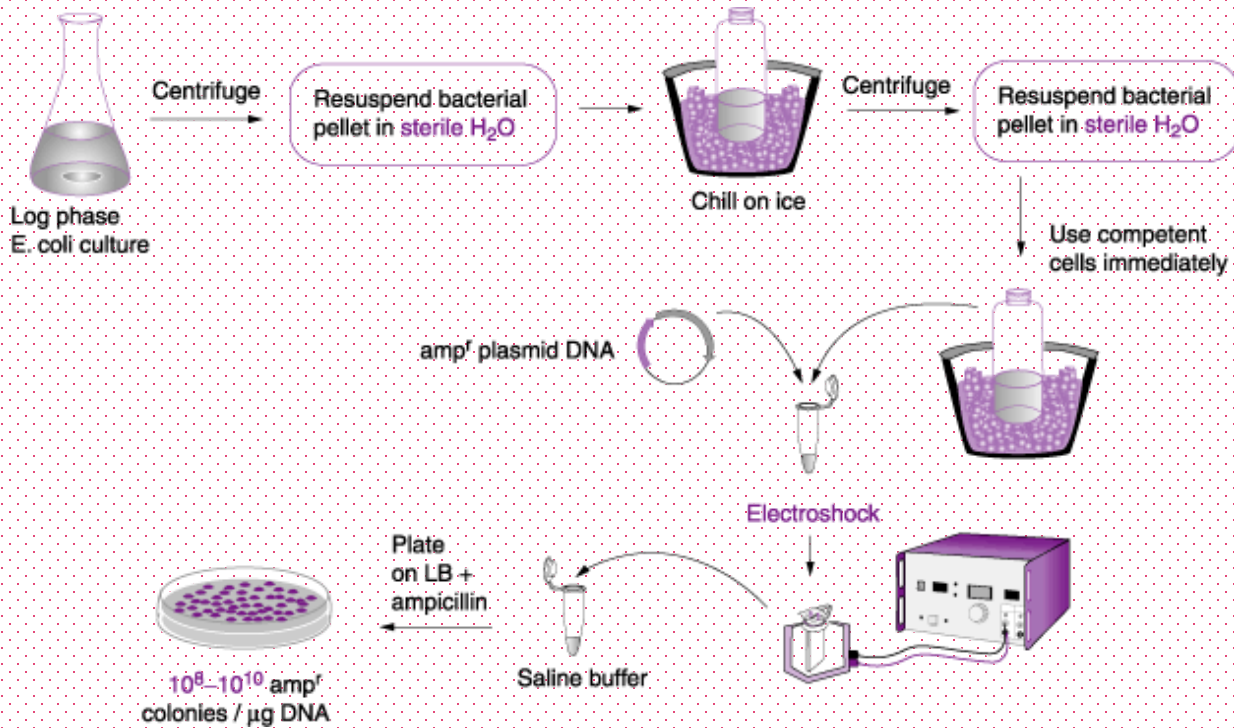 Centrifuge
Resuspend bacterial
pellet in sterile H₂O
Centrifuge
Resuspend bacterial
pellet in sterile H₂O
Log phase
E. coli culture
Chill on ice
Use competent
cells immediately
ampʳ plasmid DNA
Electroshock
Plate
on LB +
ampicillin
Saline buffer
10⁸–10¹⁰ ampʳ
colonies / μg DNA